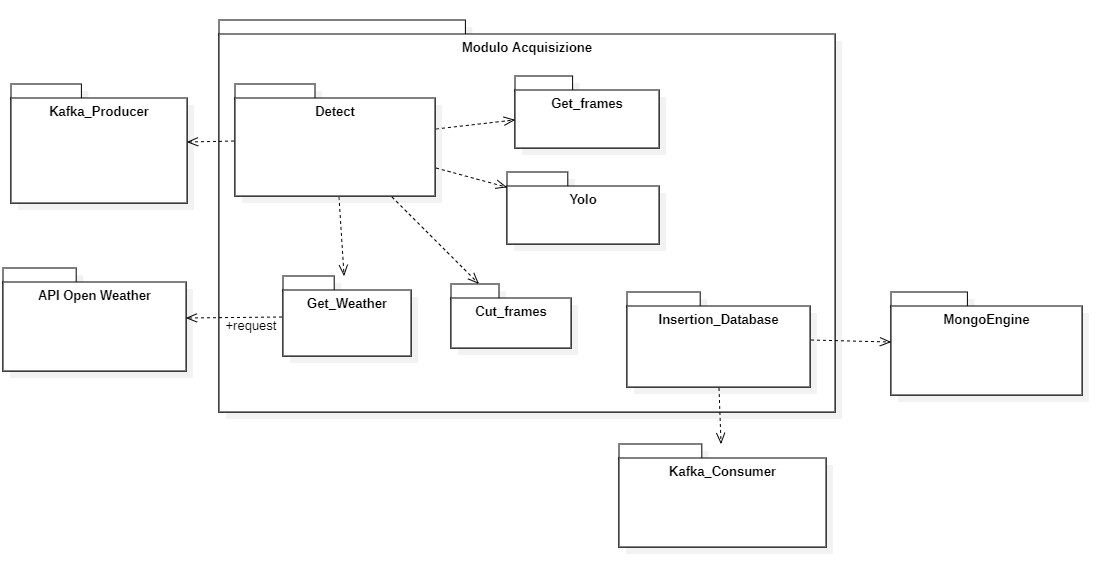 Modulo Acquisizione
Kafka_Producer
Detect
Get_frames
Yolo
API Open Weather
Get_Weather
+request
Cut_frames
Insertion_Database
MongoEngine
Kafka_Consumer